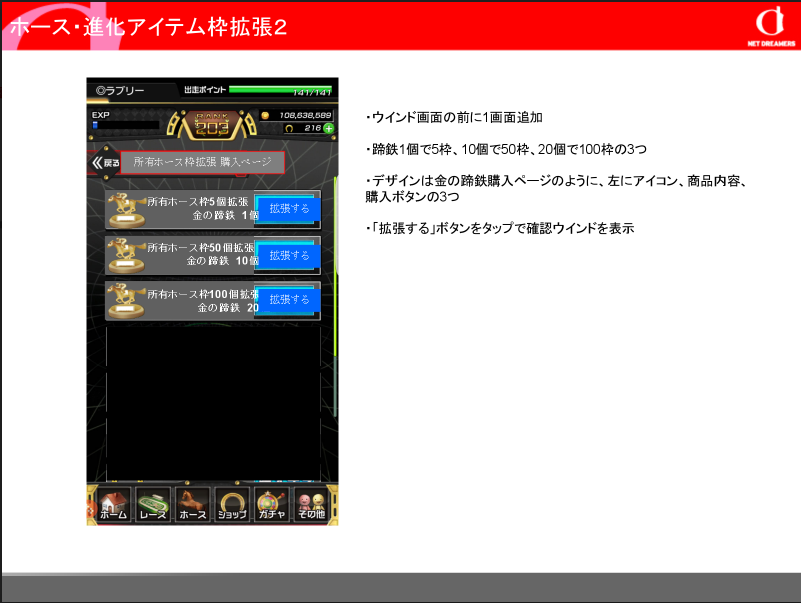 ホース・進化アイテム枠拡張2
NET DREAMERS
◎ラブリー
出走ポイント
141/141
EXP
RANK
203
108,638,589
216
戻る
所有ホース枠拡張 購入ページ
所有ホース枠5個拡張
金の蹄鉄 1個
拡張する
所有ホース枠50個拡張
金の蹄鉄 10個
拡張する
所有ホース枠100個拡張
金の蹄鉄 20
拡張する
ホーム
レース
ホース
ショップ
ガチャ
その他
・ウインド画面の前に1画面追加
・蹄鉄1個で5枠、10個で50枠、20個で100枠の3つ
・デザインは金の蹄鉄購入ページのように、左にアイコン、商品内容、
購入ボタンの3つ
・「拡張する」ボタンをタップで確認ウインドを表示